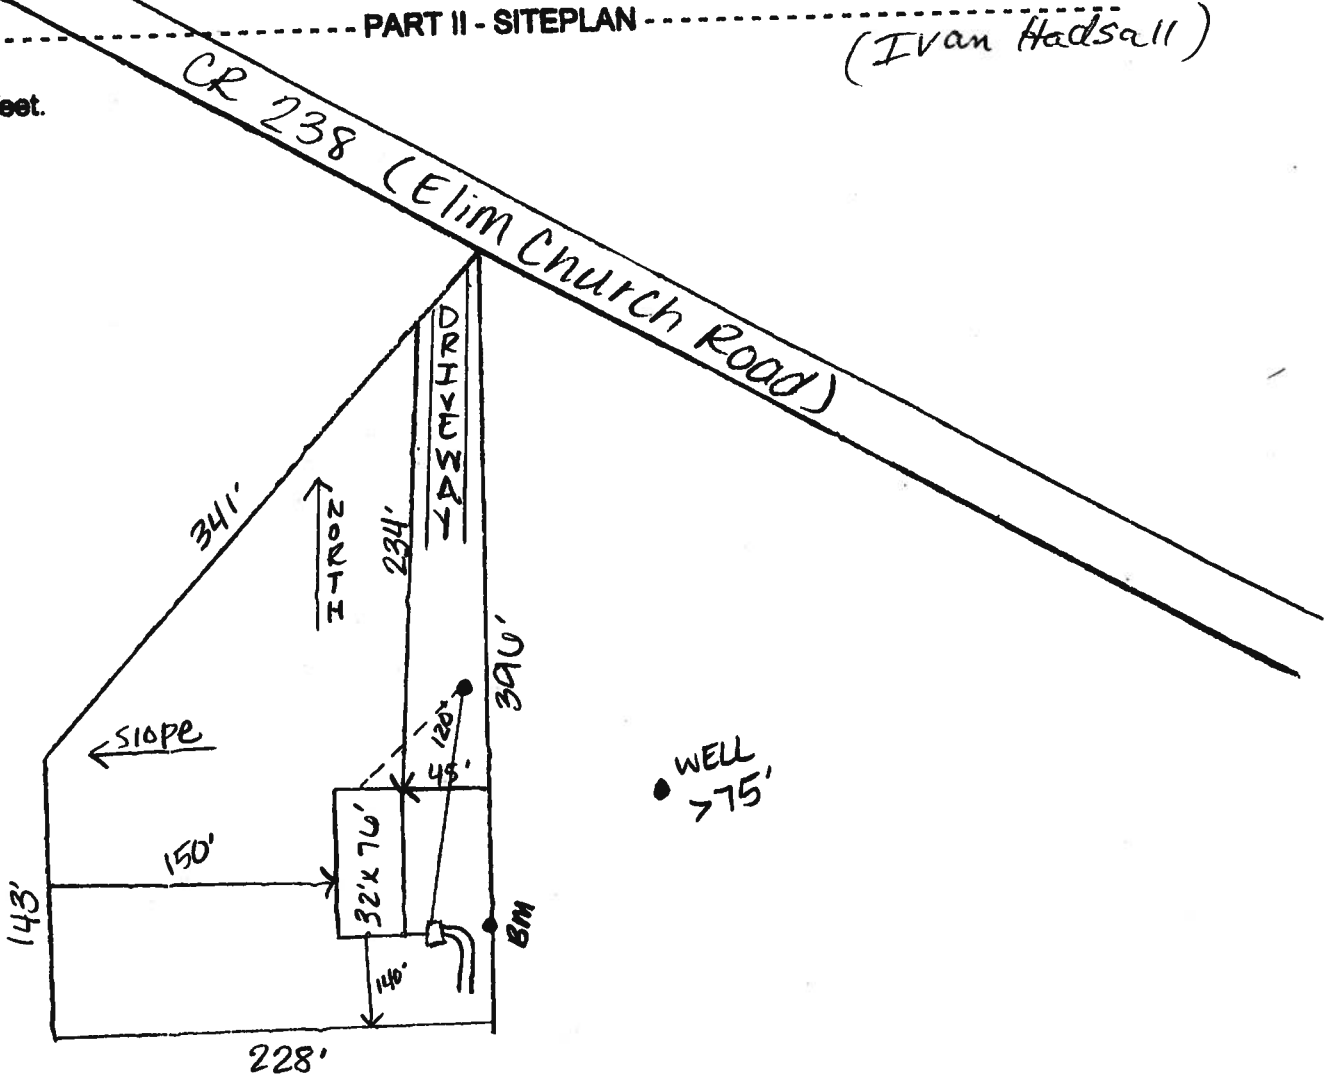 PART II - SITEPLAN
(Ivan Hadsall)
eet.
CR 238 (Elim Church Road)
DRIVEWAY
341'
NORTH
234'
396'
SlOPE
120'
45'
WELL
>75'
150'
32'x 76'
143'
BM
140'
228'